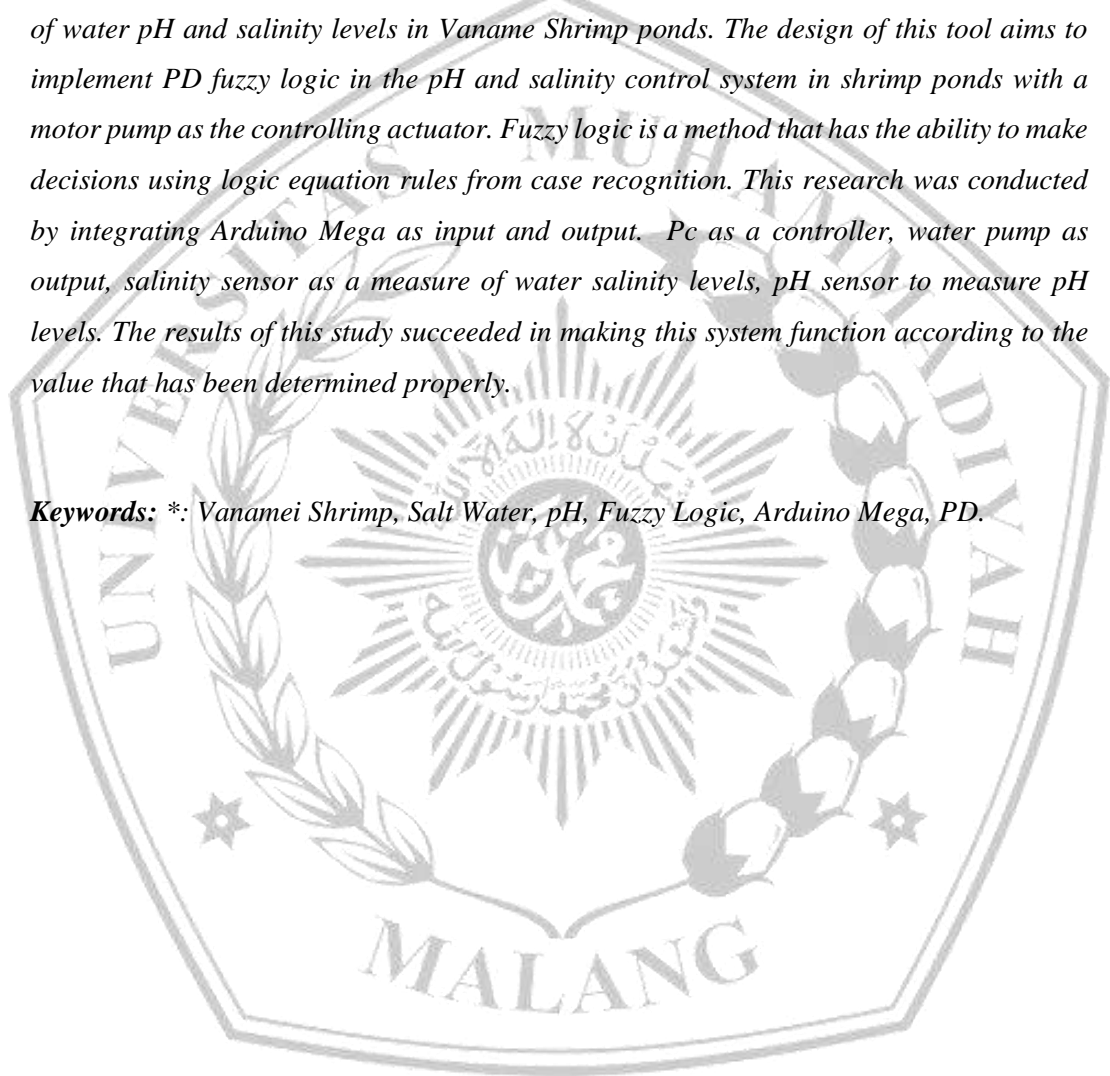 of water pH and salinity levels in Vaname Shrimp ponds. The design of this tool aims to
implement PD fuzzy logic in the pH and salinity control system in shrimp ponds with a
motor pump as the controlling actuator. Fuzzy logic is a method that has the ability to make
decisions using logic equation rules from case recognition. This research was conducted
by integrating Arduino Mega as input and output.  Pc as a controller, water pump as
output, salinity sensor as a measure of water salinity levels, pH sensor to measure pH
levels. The results of this study succeeded in making this system function according to the
value that has been determined properly.
Keywords: *: Vanamei Shrimp, Salt Water, pH, Fuzzy Logic, Arduino Mega, PD.
UNIVERSITAS MUHAMMADIYAH
MALANG